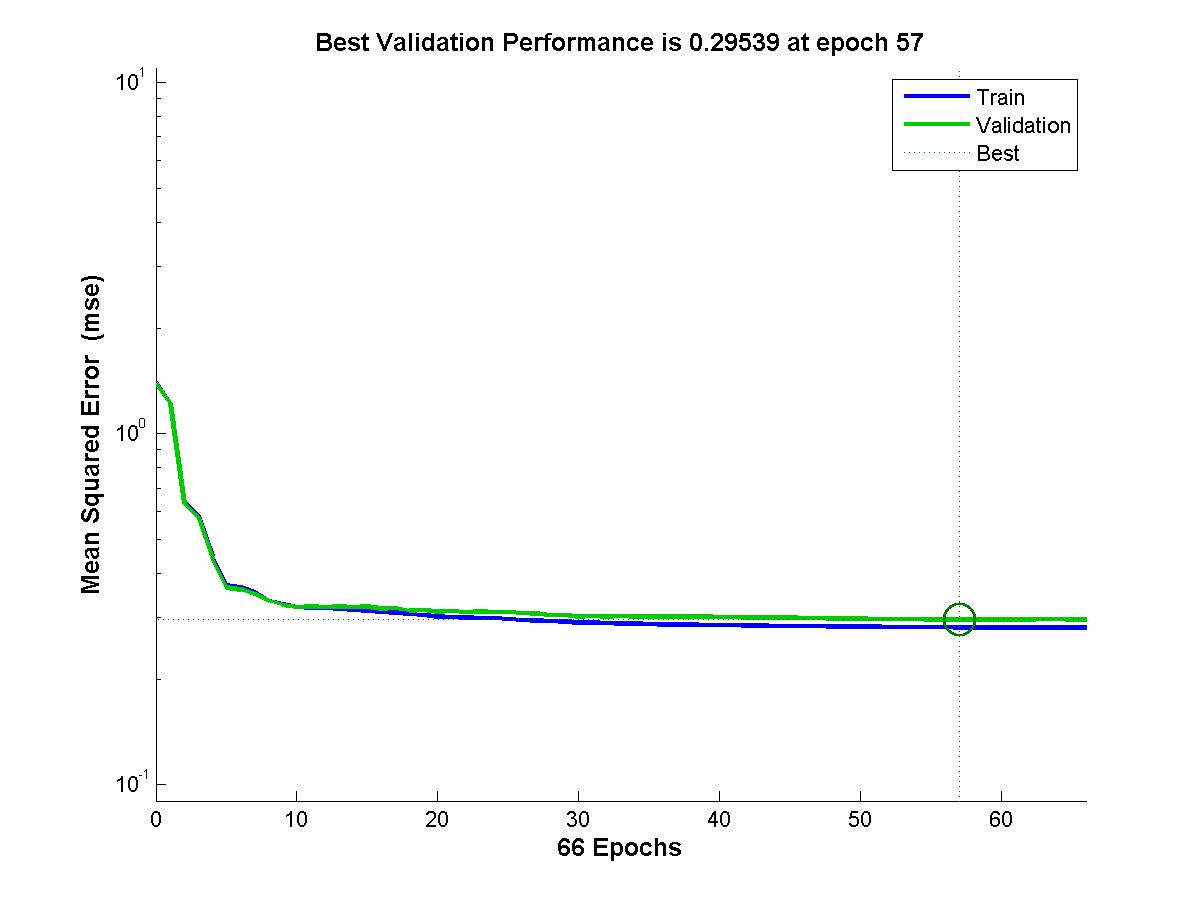 Best Validation Performance is 0.29539 at epoch 57
Train
Validation
Best
Mean Squared Error (mse)
10^1
10^0
10^-1
0 10 20 30 40 50 60
66 Epochs